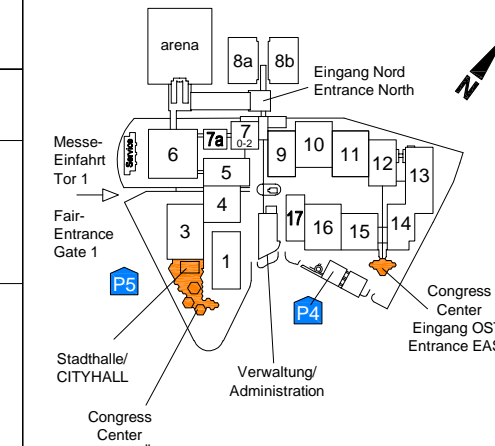 arena
8a
8b
Eingang Nord
Entrance North
N
Messe-
Einfahrt
Tor 1
Service
6
7a
7
0-2
9
10
11
12
13
5
4
Fair-
Entrance
Gate 1
3
1
17
16
15
14
P5
P4
Congress
Center
Eingang OST
Entrance EAS
Stadthalle/
CITYHALL
Verwaltung/
Administration
Congress
Center